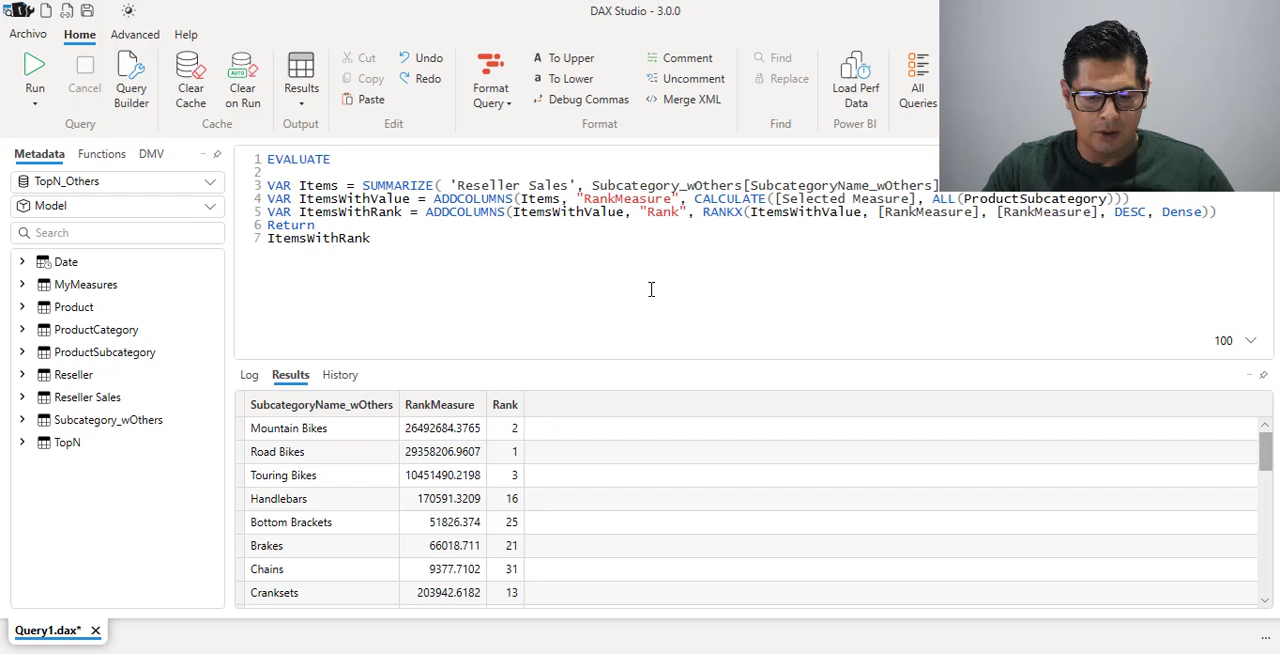 DAX Studio - 3.0.0
Archivo Home Advanced Help
Run Cancel Query Builder Clear Cache Clear on Run Results Cut Copy Paste Undo Redo Format Query To Upper To Lower Debug Commas Comment Uncomment Merge XML Find Replace Load Perf Data All Queries
Query Cache Output Edit Format Find Power BI
Metadata Functions DMV
TopN_Others
Model
Search
Date
MyMeasures
Product
ProductCategory
ProductSubcategory
Reseller
Reseller Sales
Subcategory_wOthers
TopN
1 EVALUATE
2
3 VAR Items = SUMMARIZE( 'Reseller Sales', Subcategory_wOthers[SubcategoryName_wOthers]
4 VAR ItemsWithValue = ADDCOLUMNS(Items, "RankMeasure", CALCULATE([Selected Measure], ALL(ProductSubcategory)))
5 VAR ItemsWithRank = ADDCOLUMNS(ItemsWithValue, "Rank", RANKX(ItemsWithValue, [RankMeasure], [RankMeasure], DESC, Dense))
6 Return
7 ItemsWithRank
100
Log Results History
SubcategoryName_wOthers RankMeasure Rank
Mountain Bikes 26492684.3765 2
Road Bikes 29358206.9607 1
Touring Bikes 10451490.2198 3
Handlebars 170591.3209 16
Bottom Brackets 51826.374 25
Brakes 66018.711 21
Chains 9377.7102 31
Cranksets 203942.6182 13
Query1.dax*